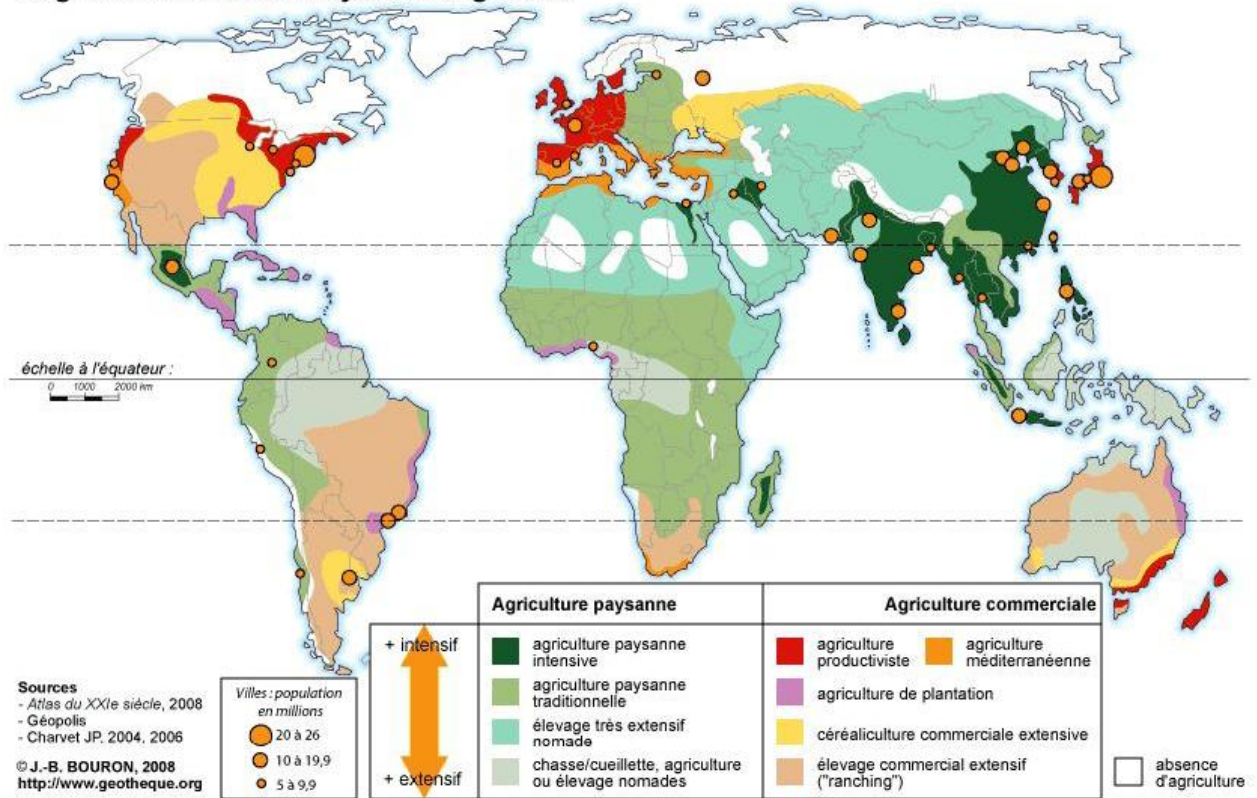 échelle à l'équateur :
0 1000 2000 km
Sources
- Atlas du XXIe siècle, 2008
- Géopolis
- Charvet JP. 2004, 2006
© J.-B. BOURON, 2008
http://www.geotheque.org
Villes : population
en millions
20 à 26
10 à 19,9
5 à 9,9
+ intensif
+ extensif
Agriculture paysanne
agriculture paysanne
intensive
agriculture paysanne
traditionnelle
élevage très extensif
nomade
chasse/cueillette, agriculture
ou élevage nomades
Agriculture commerciale
agriculture
productiviste
agriculture
méditerranéenne
agriculture de plantation
céréaliculture commerciale extensive
élevage commercial extensif
("ranching")
absence
d'agriculture